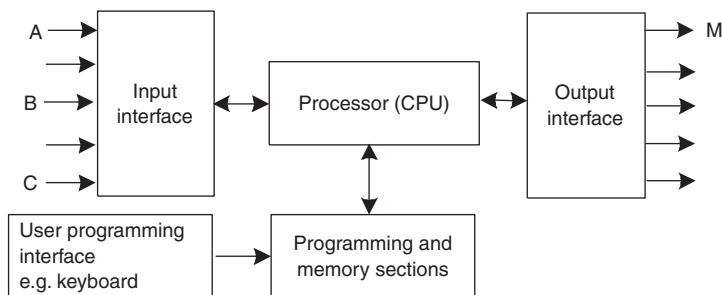 A
M
B
C
Input
interface
Processor (CPU)
Output
interface
User programming
interface
e.g. keyboard
Programming and
memory sections